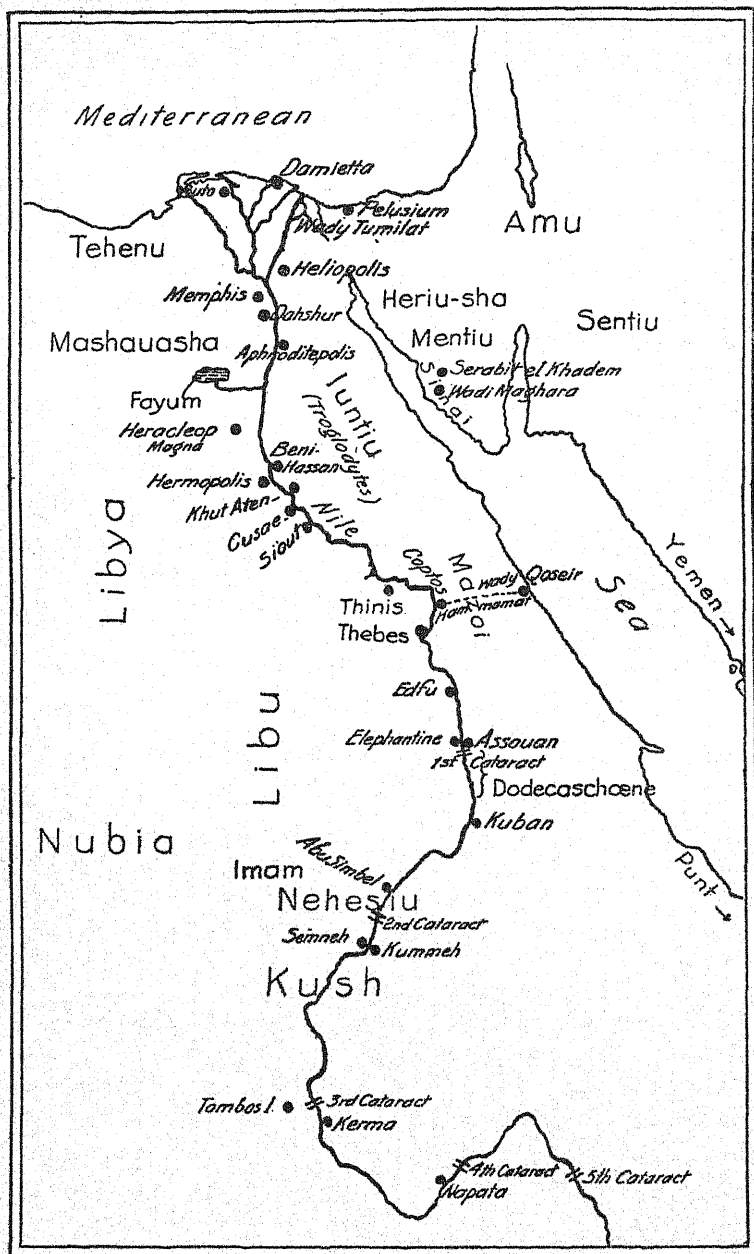 Mediterranean
Damietta
Buto
Pelusium
Wady Tumilat
Amu
Tehenu
Heliopolis
Heriu-sha
Memphis
Dahshur
Mentiu
Sentiu
Mashauasha
Aphroditepolis
Serabit el Khadem
Sinai
Wadi Maghara
Fayum
Iuntiu
(Troglodytes)
Heracleop
Magna
Beni-
Hassan
Hermopolis
Khut Aten
Cusae
Siout
Nile
Libya
Coptos
Mazoi
Wady
Hammamat
Qoseir
Sea
Yemen →
Thinis
Thebes
Edfu
Libu
Elephantine
Assouan
1st Cataract
Dodecaschœne
Kuban
Nubia
Imam
Abu Simbel
Punt →
Nehesiu
2nd Cataract
Semneh
Kummeh
Kush
Tombos I.
3rd Cataract
Kerma
4th Cataract
5th Cataract
Napata